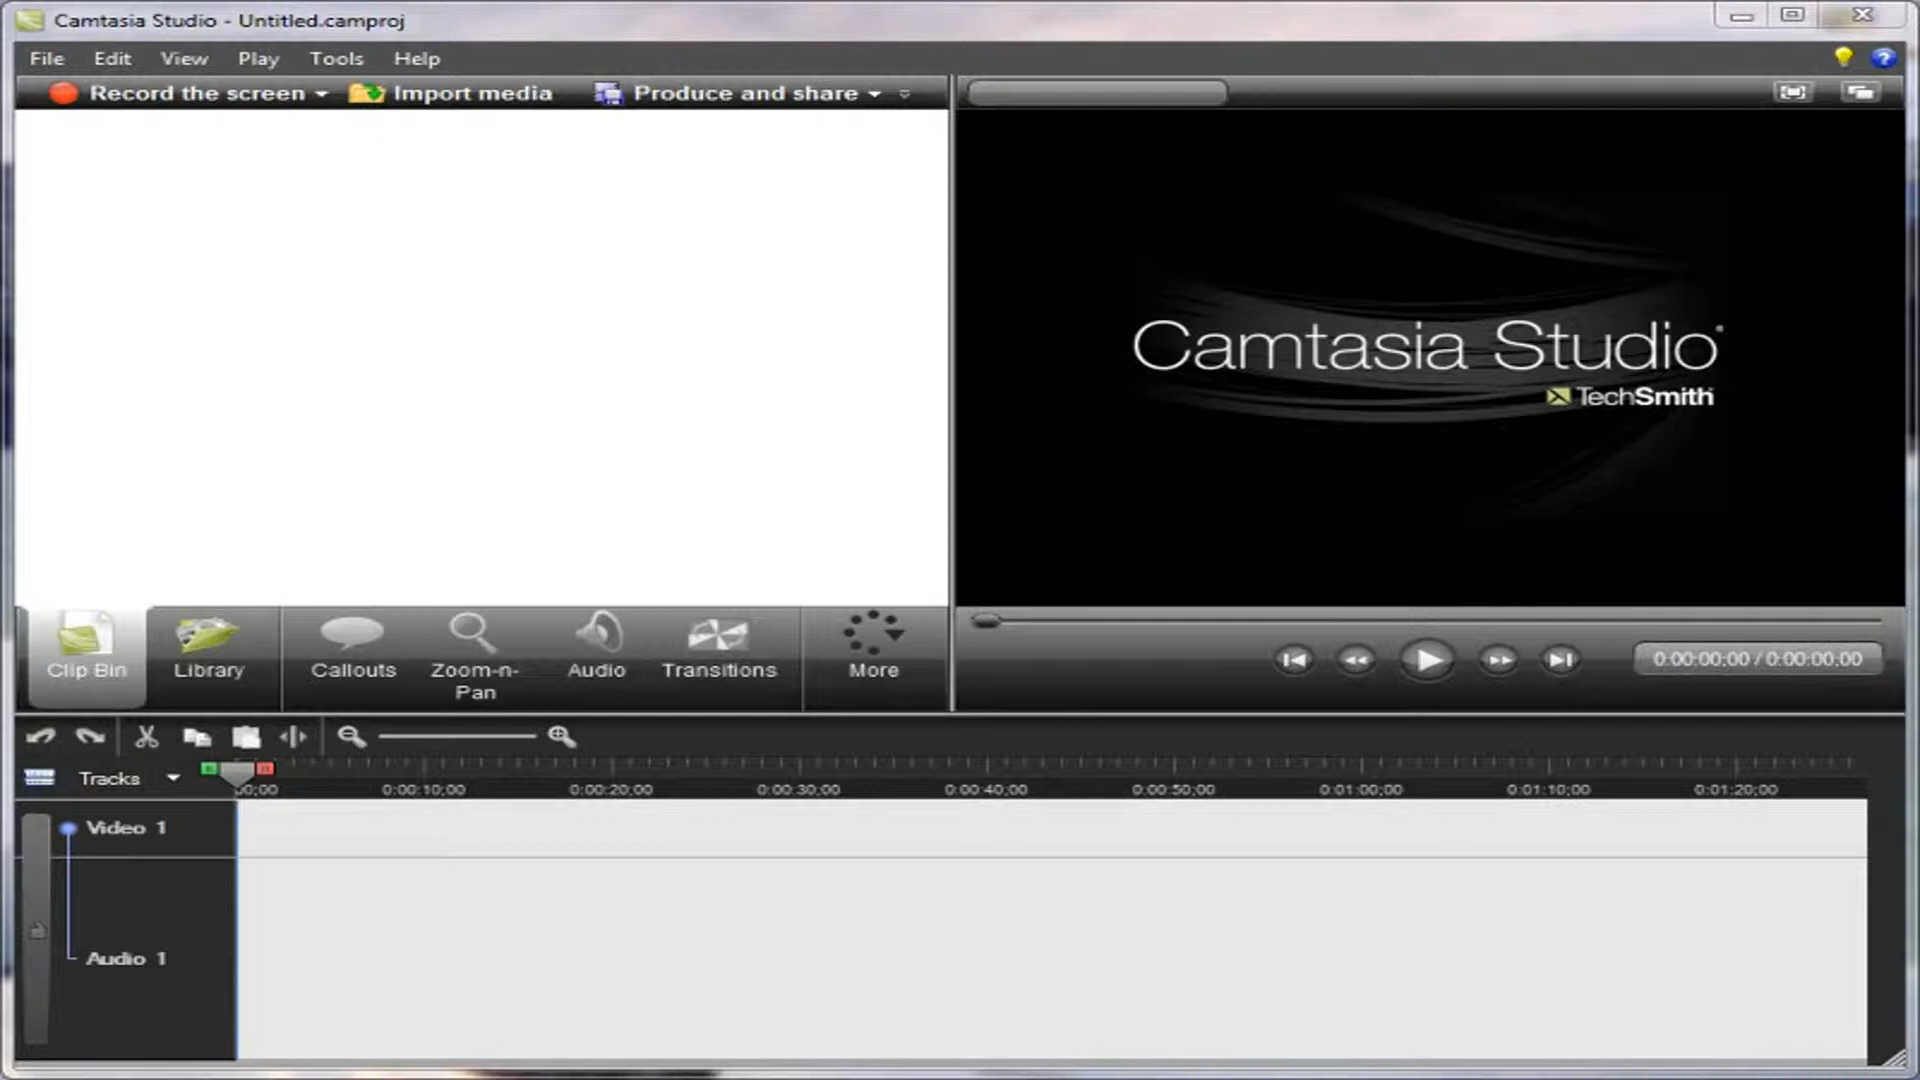 Camtasia Studio - Untitled.camproj
File Edit View Play Tools Help
Record the screen Import media Produce and share
Camtasia Studio
TechSmith
Clip Bin Library Callouts Zoom-n-Pan Audio Transitions More
0:00:00;00 / 0:00:00;00
Tracks
00;00 0:00:10;00 0:00:20;00 0:00:30;00 0:00:40;00 0:00:50;00 0:01:00;00 0:01:10;00 0:01:20;00
Video 1
Audio 1